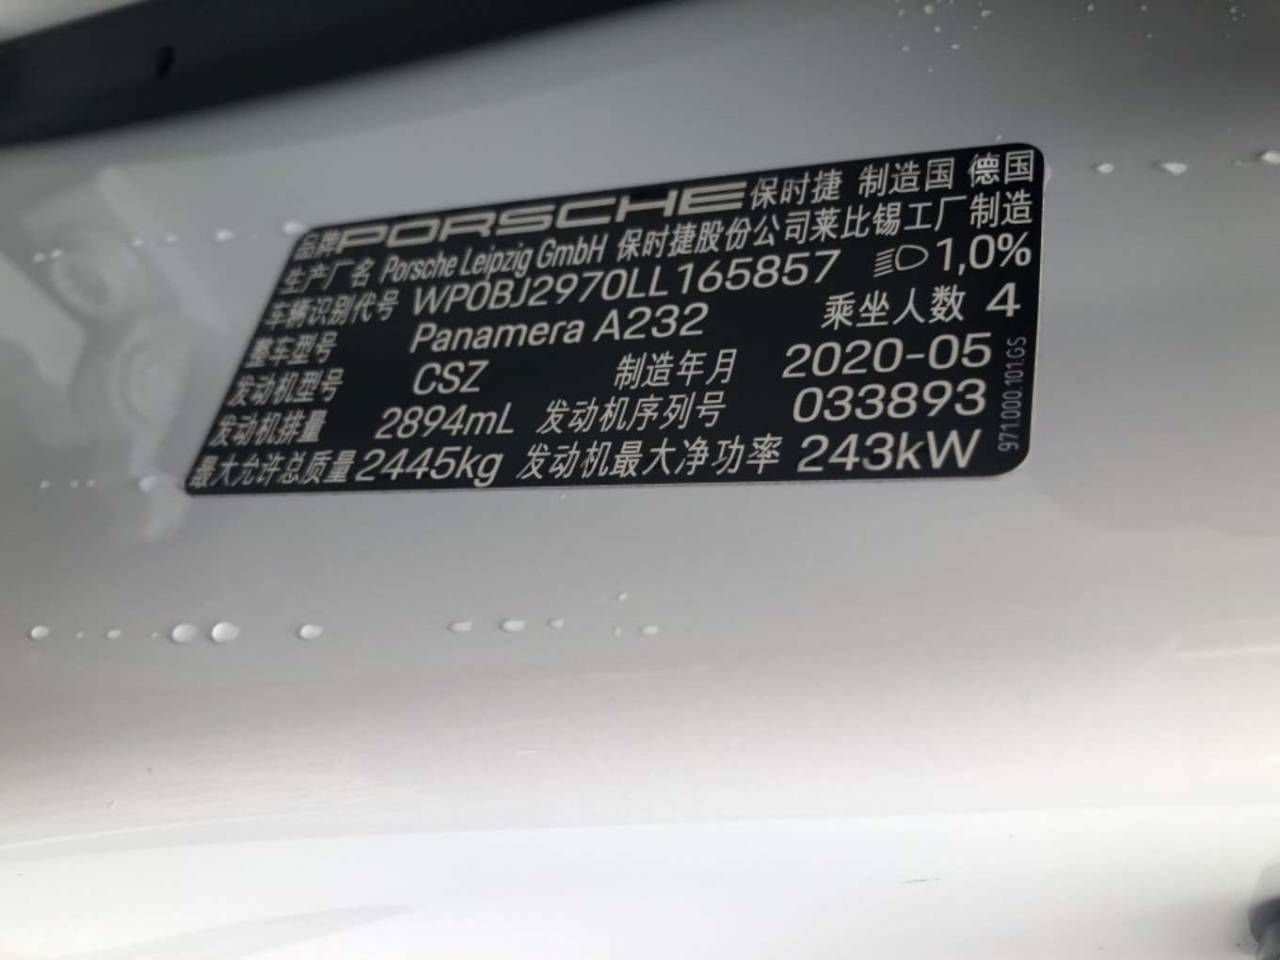 品牌 PORSCHE 保时捷 制造国 德国
生产厂名 Porsche Leipzig GmbH 保时捷股份公司莱比锡工厂制造
车辆识别代号 WP0BJ2970LL165857 1,0%
整车型号 Panamera A232 乘坐人数 4
发动机型号 CSZ 制造年月 2020-05
发动机排量 2894mL 发动机序列号 033893
最大允许总质量 2445kg 发动机最大净功率 243kW
971.000.101.GS